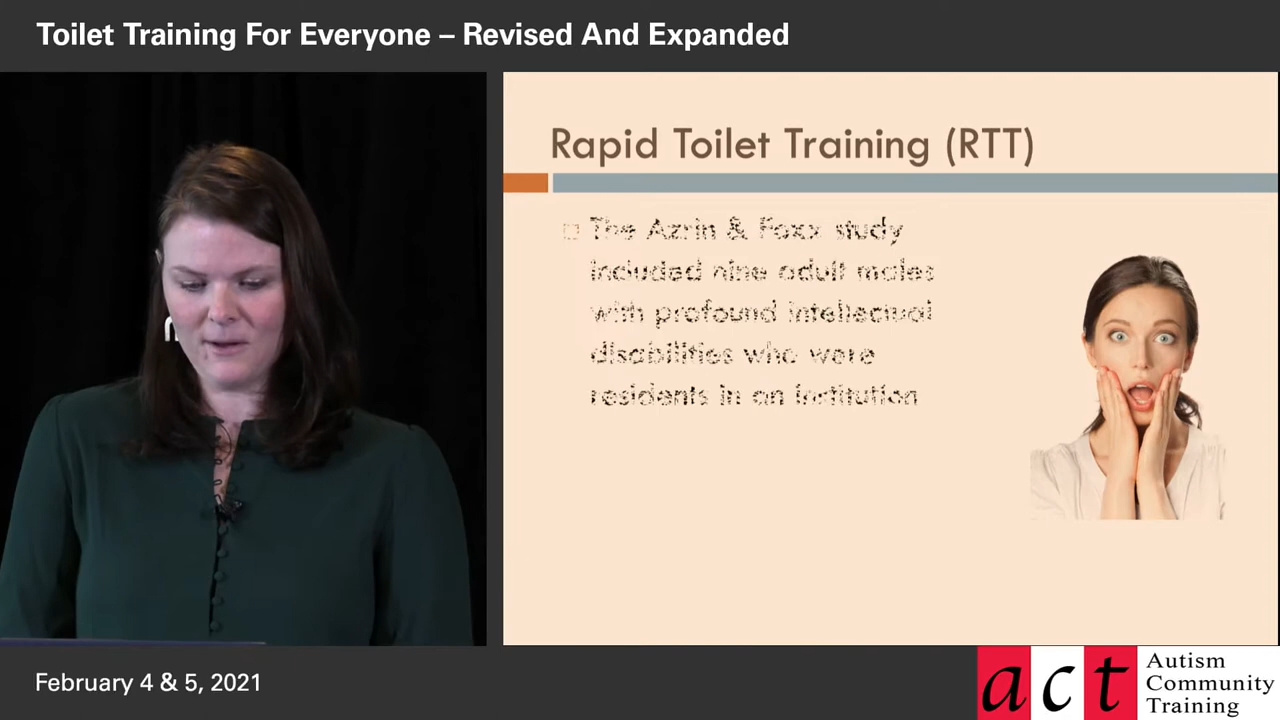 Toilet Training For Everyone – Revised And Expanded
Rapid Toilet Training (RTT)
The Azrin & Foxx study
included nine adult males
with profound intellectual
disabilities who were
residents in an institution
February 4 & 5, 2021
act
Autism
Community
Training